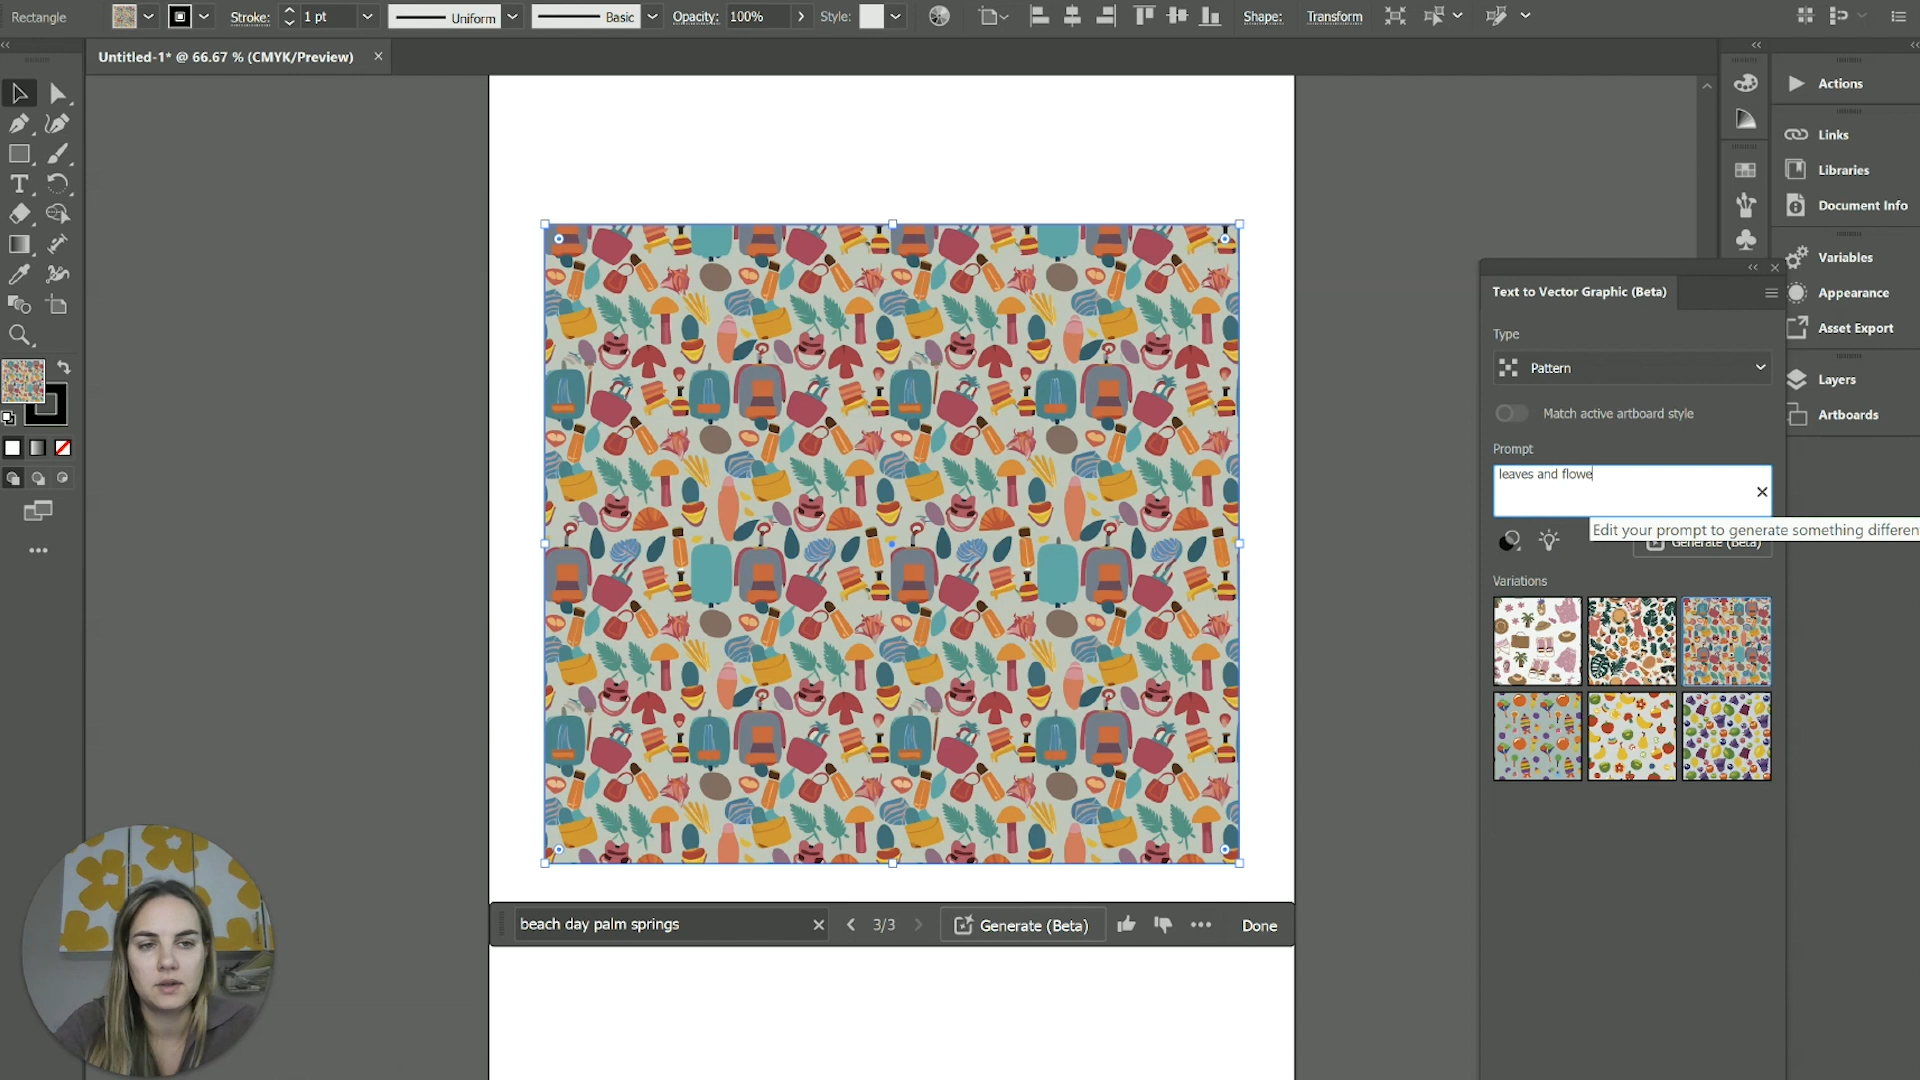 Rectangle
Stroke: 1 pt Uniform Basic Opacity: 100% Style: Shape: Transform
Untitled-1* @ 66.67 % (CMYK/Preview)
Actions
Links
Libraries
Document Info
Variables
Appearance
Asset Export
Layers
Artboards
Text to Vector Graphic (Beta)
Type
Pattern
Match active artboard style
Prompt
leaves and flowe
Edit your prompt to generate something differen
Generate (Beta)
Variations
beach day palm springs 3/3 Generate (Beta) Done